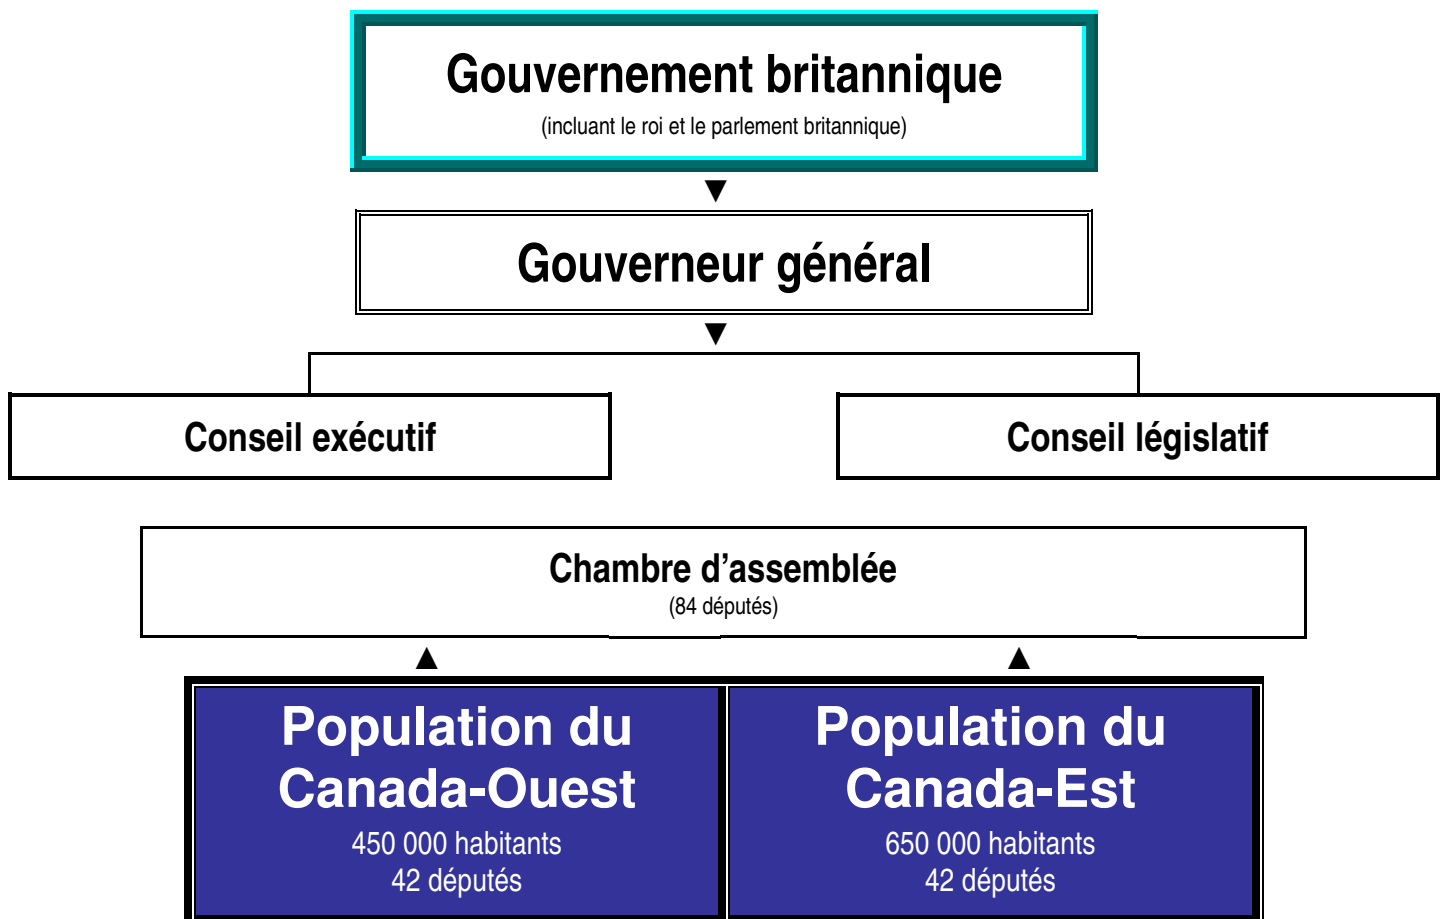 Gouvernement britannique
(incluant le roi et le parlement britannique)
▼
Gouverneur général
▼
Conseil exécutif
Conseil législatif
Chambre d’assemblée
(84 députés)
▲ ▲
Population du
Canada-Ouest
450 000 habitants
42 députés
Population du
Canada-Est
650 000 habitants
42 députés